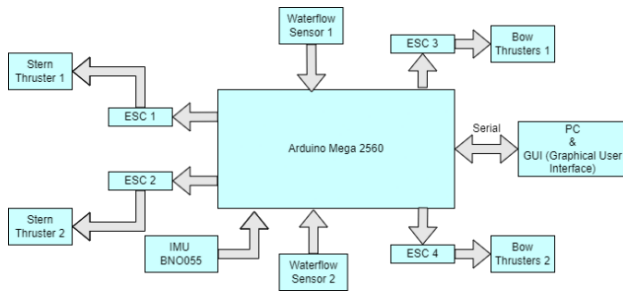 Waterflow
Sensor 1
ESC 3
Bow
Thrusters 1
Stern
Thruster 1
ESC 1
Arduino Mega 2560
Serial
PC
&
GUI (Graphical User
Interface)
ESC 2
Stern
Thruster 2
IMU
BNO055
Waterflow
Sensor 2
ESC 4
Bow
Thrusters 2